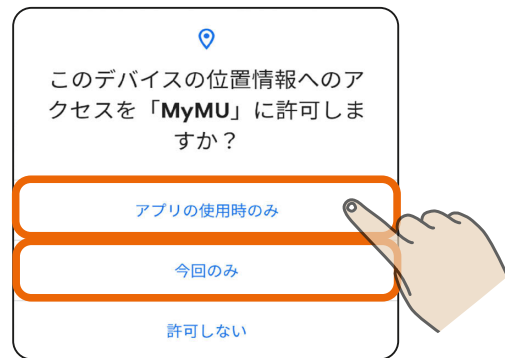 このデバイスの位置情報へのア
クセスを「MyMU」に許可しま
すか？
アプリの使用時のみ
今回のみ
許可しない